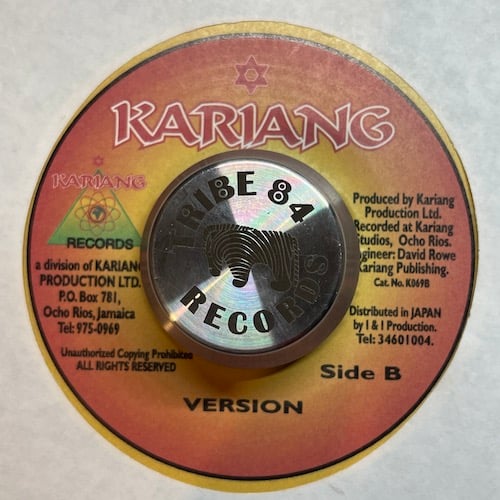 KARIANG
KARIANG
RECORDS
a division of KARIANG
PRODUCTION LTD.
P.O. Box 781,
Ocho Rios, Jamaica
Tel: 975-0969
Unauthorized Copying Prohibited
ALL RIGHTS RESERVED
TRIBE 84
RECORDS
Produced by Kariang
Production Ltd.
Recorded at Kariang
Studios, Ocho Rios.
Engineer: David Rowe
Kariang Publishing.
Cat. No. K069B
Distributed in JAPAN
by I & I Production.
Tel: 34601004.
Side B
VERSION